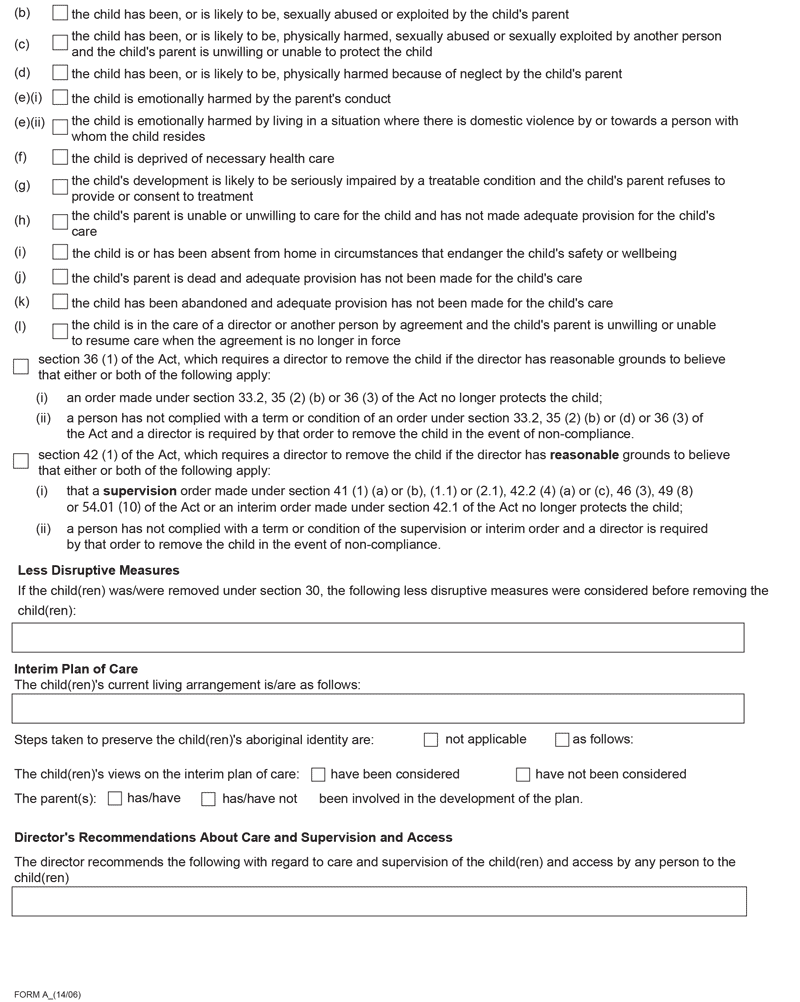 (b) the child has been, or is likely to be, sexually abused or exploited by the child's parent
(c) the child has been, or is likely to be, physically harmed, sexually abused or sexually exploited by another person
and the child's parent is unwilling or unable to protect the child
(d) the child has been, or is likely to be, physically harmed because of neglect by the child's parent
(e)(i) the child is emotionally harmed by the parent's conduct
(e)(ii) the child is emotionally harmed by living in a situation where there is domestic violence by or towards a person with
whom the child resides
(f) the child is deprived of necessary health care
(g) the child's development is likely to be seriously impaired by a treatable condition and the child's parent refuses to
provide or consent to treatment
(h) the child's parent is unable or unwilling to care for the child and has not made adequate provision for the child's
care
(i) the child is or has been absent from home in circumstances that endanger the child's safety or wellbeing
(j) the child's parent is dead and adequate provision has not been made for the child's care
(k) the child has been abandoned and adequate provision has not been made for the child's care
(l) the child is in the care of a director or another person by agreement and the child's parent is unwilling or unable
to resume care when the agreement is no longer in force
section 36 (1) of the Act, which requires a director to remove the child if the director has reasonable grounds to believe
that either or both of the following apply:
(i) an order made under section 33.2, 35 (2) (b) or 36 (3) of the Act no longer protects the child;
(ii) a person has not complied with a term or condition of an order under section 33.2, 35 (2) (b) or (d) or 36 (3) of
the Act and a director is required by that order to remove the child in the event of non-compliance.
section 42 (1) of the Act, which requires a director to remove the child if the director has reasonable grounds to believe
that either or both of the following apply:
(i) that a supervision order made under section 41 (1) (a) or (b), (1.1) or (2.1), 42.2 (4) (a) or (c), 46 (3), 49 (8)
or 54.01 (10) of the Act or an interim order made under section 42.1 of the Act no longer protects the child;
(ii) a person has not complied with a term or condition of the supervision or interim order and a director is required
by that order to remove the child in the event of non-compliance.
Less Disruptive Measures
If the child(ren) was/were removed under section 30, the following less disruptive measures were considered before removing the
child(ren):
Interim Plan of Care
The child(ren)'s current living arrangement is/are as follows:
Steps taken to preserve the child(ren)'s aboriginal identity are: not applicable as follows:
The child(ren)'s views on the interim plan of care: have been considered have not been considered
The parent(s): has/have has/have not been involved in the development of the plan.
Director's Recommendations About Care and Supervision and Access
The director recommends the following with regard to care and supervision of the child(ren) and access by any person to the
child(ren)
FORM A_(14/06)